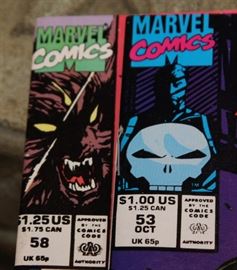 MARVEL
COMICS
$1.25 US
$1.75 CAN
58
UK 65p
APPROVED
BY THE
COMICS
CODE
AUTHORITY
MARVEL
COMICS
TM
$1.00 US
$1.25 CAN
53
OCT
UK 65p
APPROVED
BY THE
COMICS
CODE
AUTHORITY